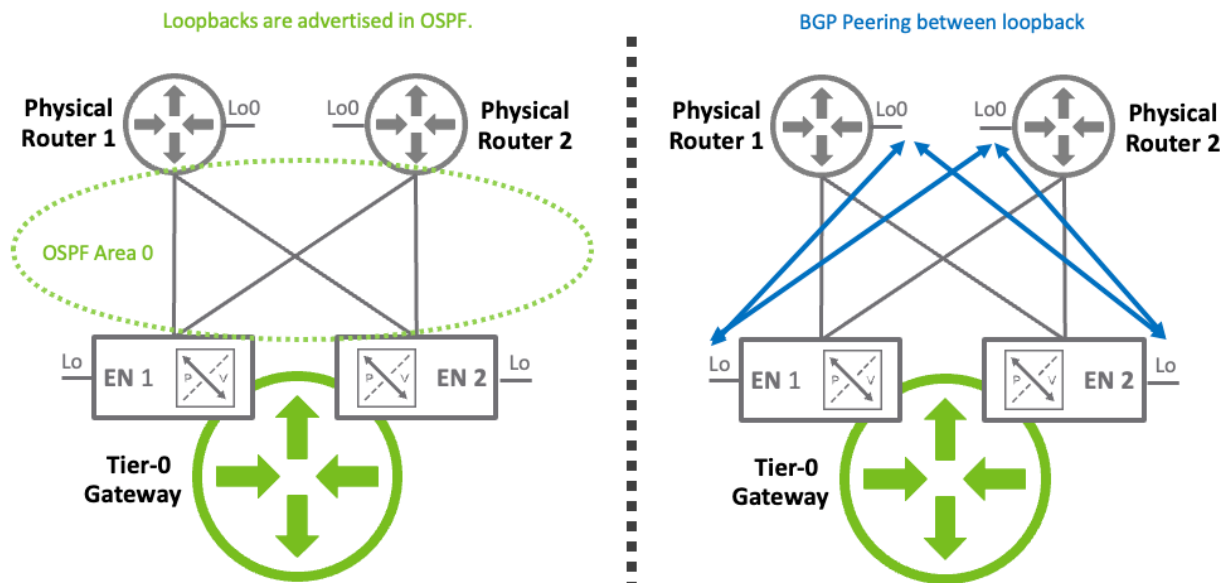 Loopbacks are advertised in OSPF.
Physical
Router 1
Lo0
Lo0
Physical
Router 2
OSPF Area 0
Lo
EN 1
P
V
P
V
EN 2
Lo
Tier-0
Gateway
BGP Peering between loopback
Physical
Router 1
Lo0
Lo0
Physical
Router 2
Lo
EN 1
P
V
P
V
EN 2
Lo
Tier-0
Gateway